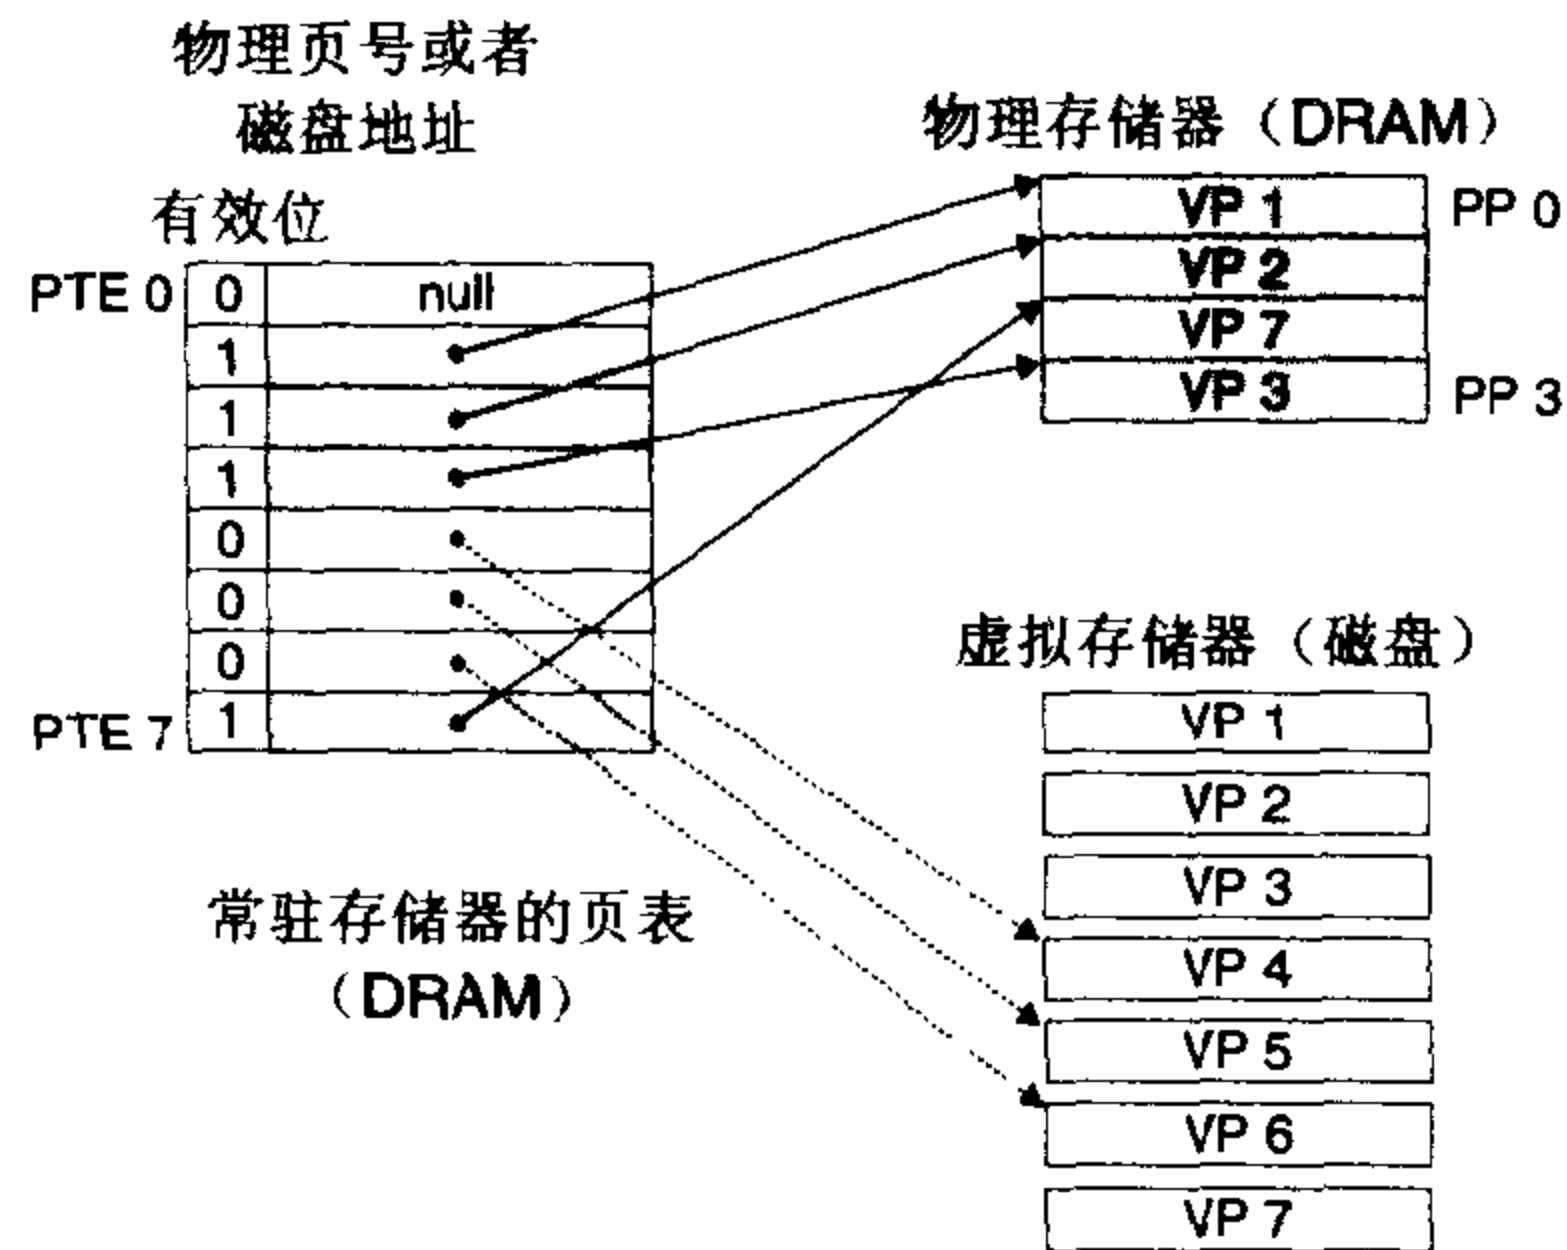 物理页号或者
磁盘地址
有效位
PTE 0 0 null
1
1
1
0
0
0
PTE 7 1
常驻存储器的页表
（DRAM）
物理存储器（DRAM）
VP 1 PP 0
VP 2
VP 7
VP 3 PP 3
虚拟存储器（磁盘）
VP 1
VP 2
VP 3
VP 4
VP 5
VP 6
VP 7